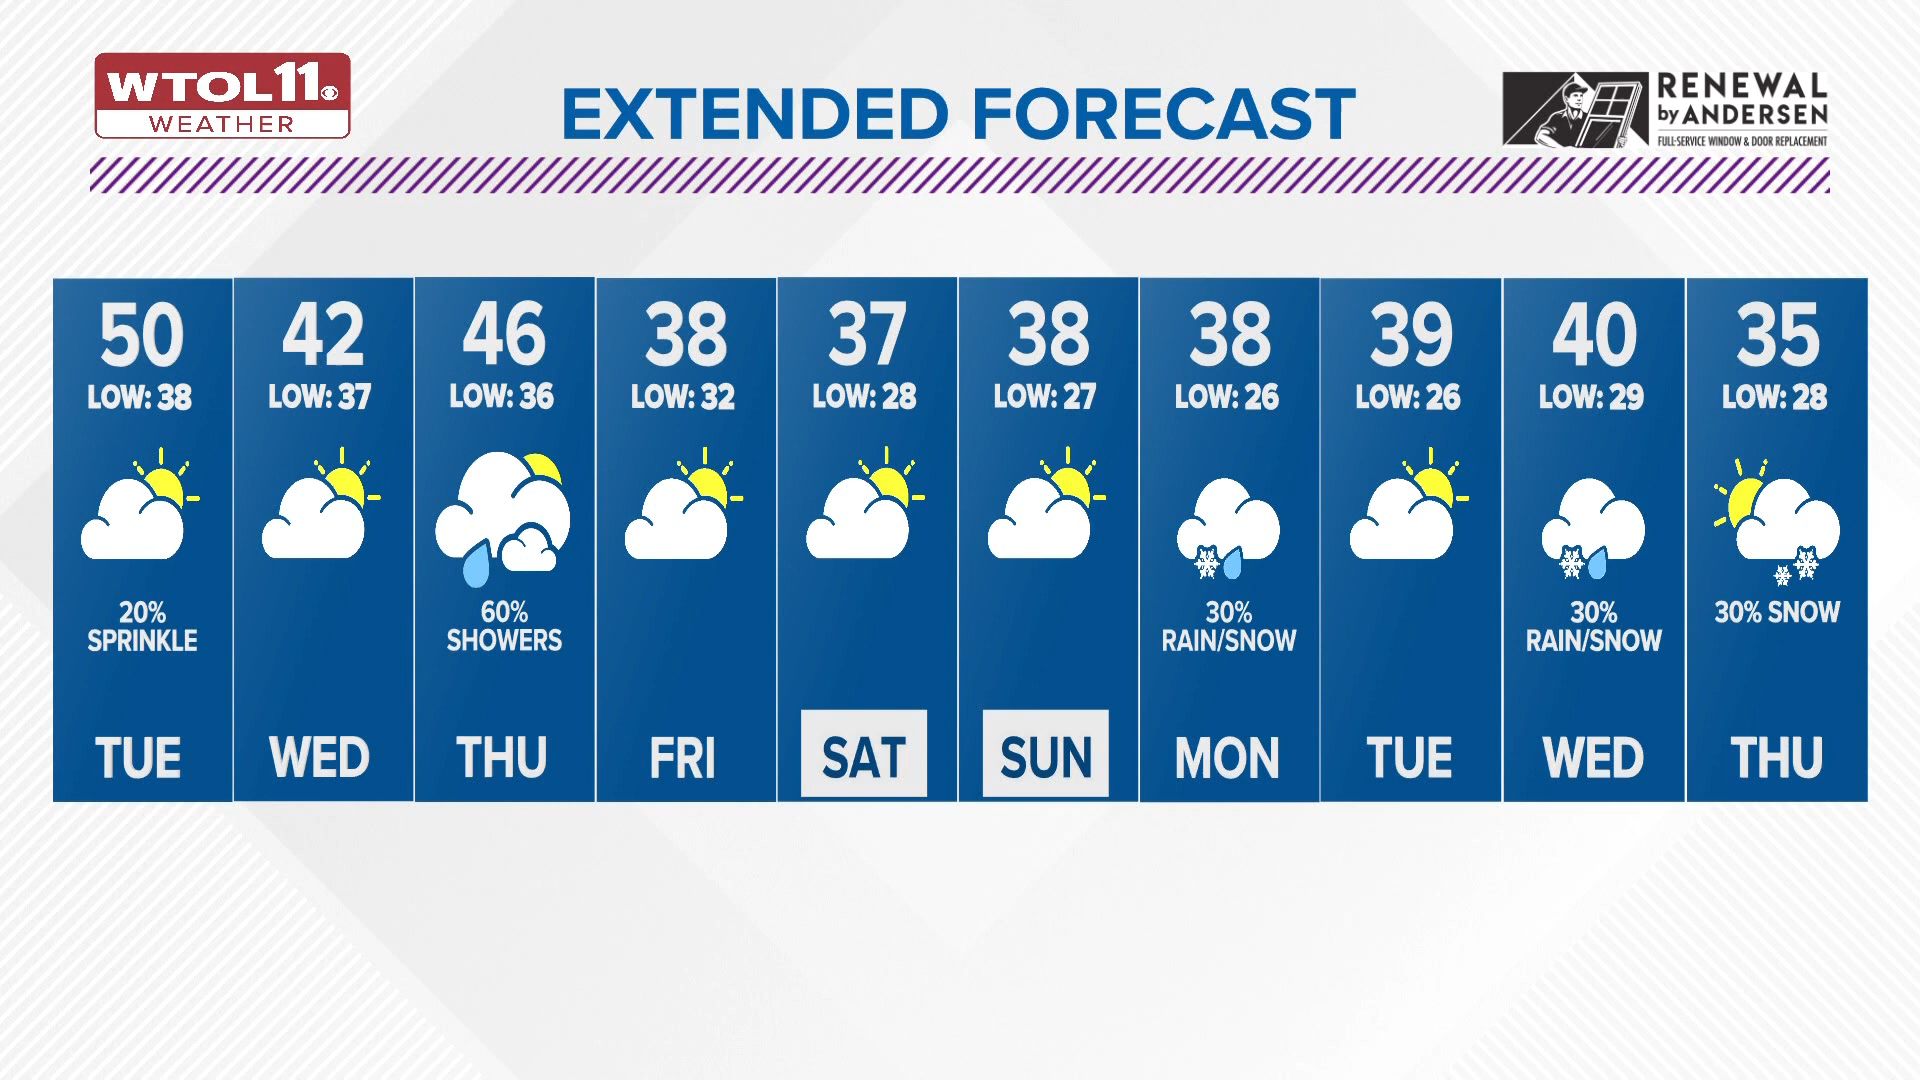 WTOL11
WEATHER
EXTENDED FORECAST
RENEWAL
by ANDERSEN
FULL-SERVICE WINDOW & DOOR REPLACEMENT
50
LOW: 38
20%
SPRINKLE
TUE
42
LOW: 37
WED
46
LOW: 36
60%
SHOWERS
THU
38
LOW: 32
FRI
37
LOW: 28
SAT
38
LOW: 27
SUN
38
LOW: 26
30%
RAIN/SNOW
MON
39
LOW: 26
TUE
40
LOW: 29
30%
RAIN/SNOW
WED
35
LOW: 28
30% SNOW
THU